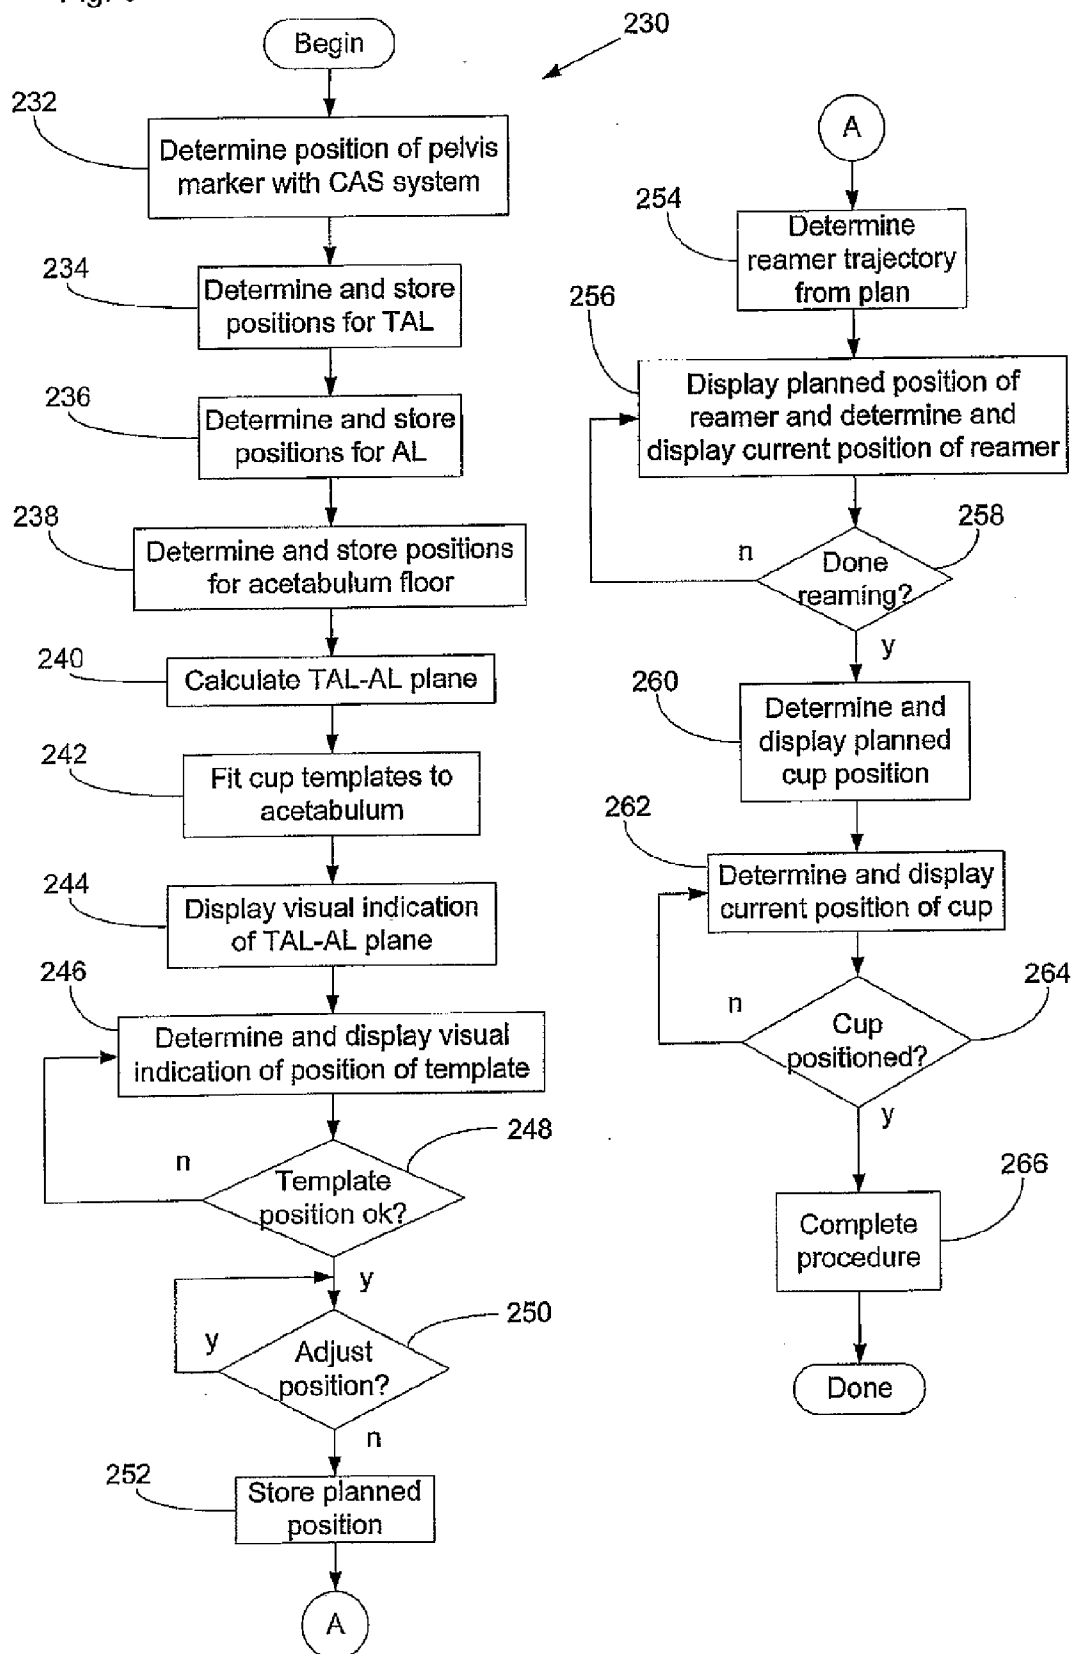 Begin
230
232
Determine position of pelvis
marker with CAS system
234
Determine and store
positions for TAL
236
Determine and store
positions for AL
238
Determine and store positions
for acetabulum floor
240
Calculate TAL-AL plane
242
Fit cup templates to
acetabulum
244
Display visual indication
of TAL-AL plane
246
Determine and display visual
indication of position of template
248
n
Template
position ok?
y
250
y
Adjust
position?
n
252
Store planned
position
A
A
254
Determine
reamer trajectory
from plan
256
Display planned position of
reamer and determine and
display current position of reamer
258
n
Done
reaming?
y
260
Determine and
display planned
cup position
262
Determine and display
current position of cup
264
n
Cup
positioned?
y
266
Complete
procedure
Done